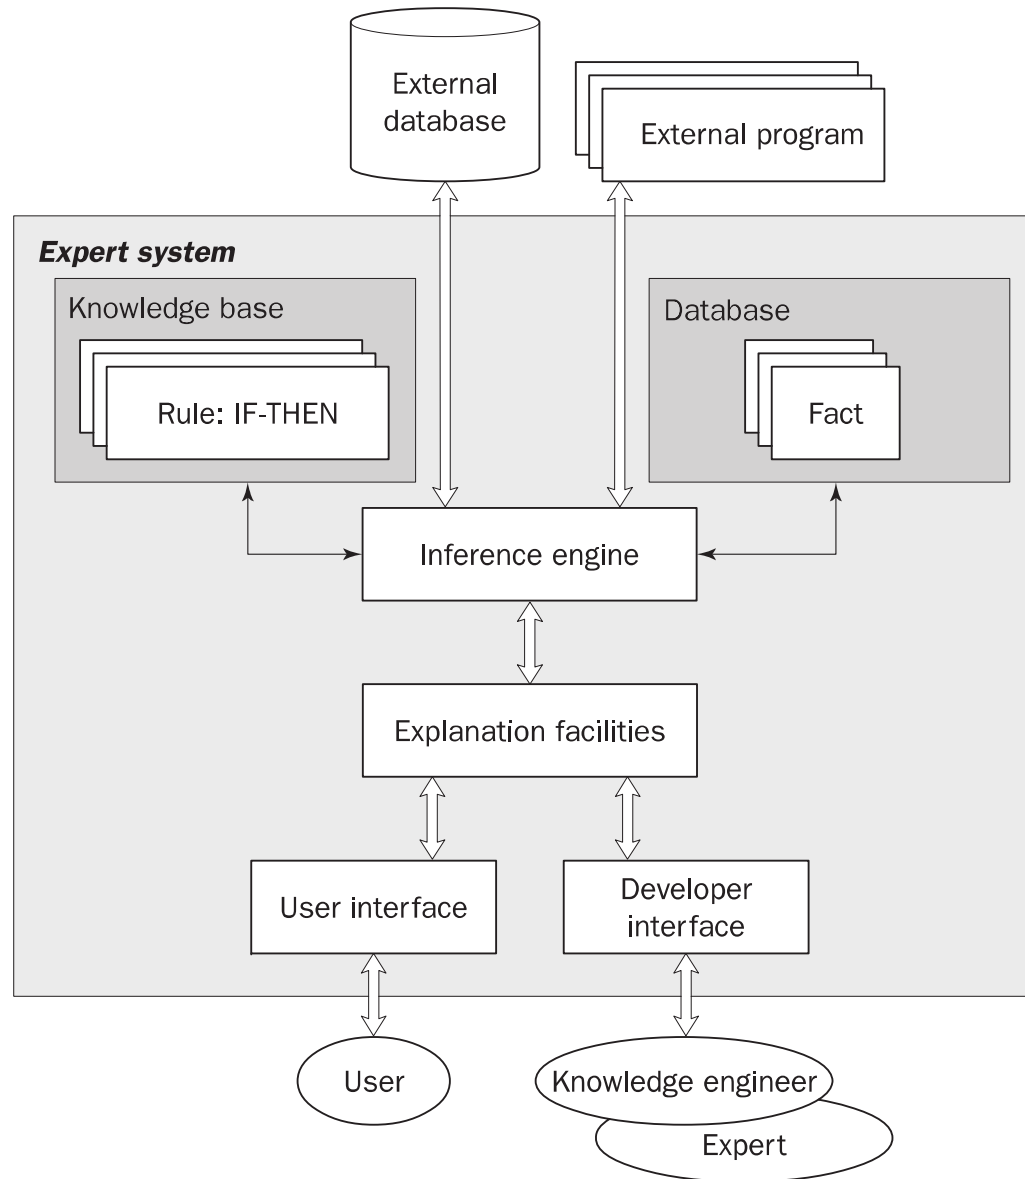 External
database
External program
Expert system
Knowledge base
Rule: IF-THEN
Database
Fact
Inference engine
Explanation facilities
User interface
Developer
interface
User
Knowledge engineer
Expert